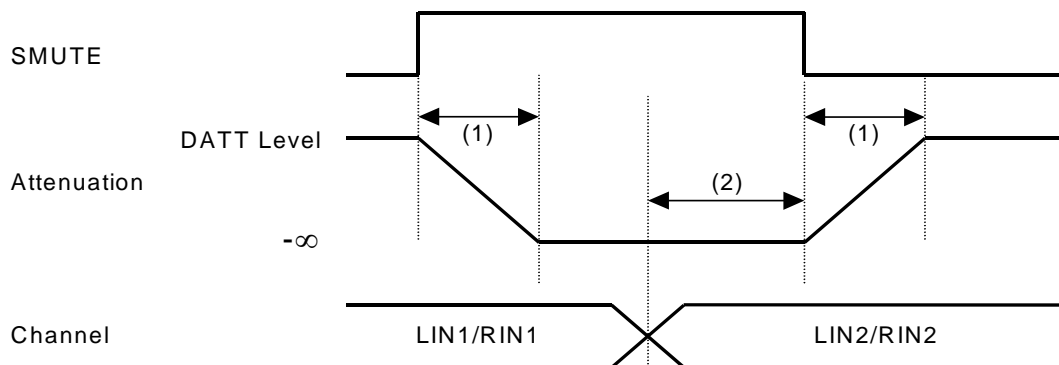 SMUTE
(1)
(1)
DATT Level
Attenuation
(2)
-∞
Channel
LIN1/RIN1
LIN2/RIN2